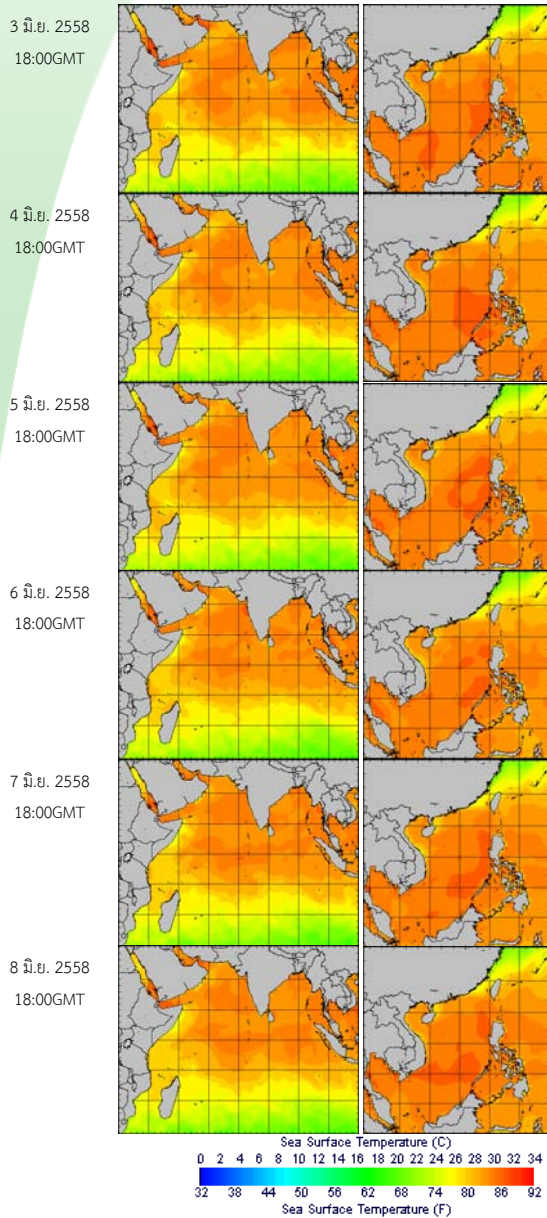 3 มิ.ย. 2558
18:00GMT
4 มิ.ย. 2558
18:00GMT
5 มิ.ย. 2558
18:00GMT
6 มิ.ย. 2558
18:00GMT
7 มิ.ย. 2558
18:00GMT
8 มิ.ย. 2558
18:00GMT
Sea Surface Temperature (C)
0 2 4 6 8 10 12 14 16 18 20 22 24 26 28 30 32 34
32 38 44 50 56 62 68 74 80 86 92
Sea Surface Temperature (F)